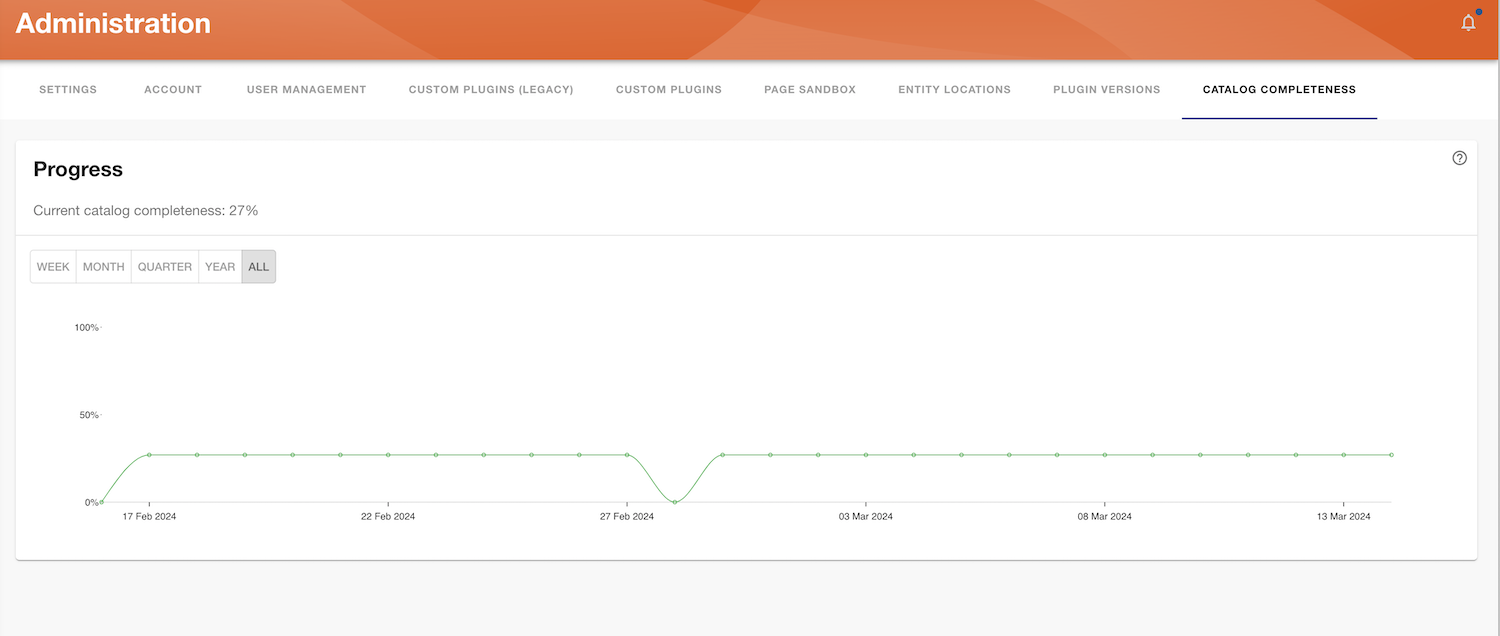 Administration
SETTINGS ACCOUNT USER MANAGEMENT CUSTOM PLUGINS (LEGACY) CUSTOM PLUGINS PAGE SANDBOX ENTITY LOCATIONS PLUGIN VERSIONS CATALOG COMPLETENESS
Progress
Current catalog completeness: 27%
WEEK MONTH QUARTER YEAR ALL
100%
50%
0%
17 Feb 2024 22 Feb 2024 27 Feb 2024 03 Mar 2024 08 Mar 2024 13 Mar 2024